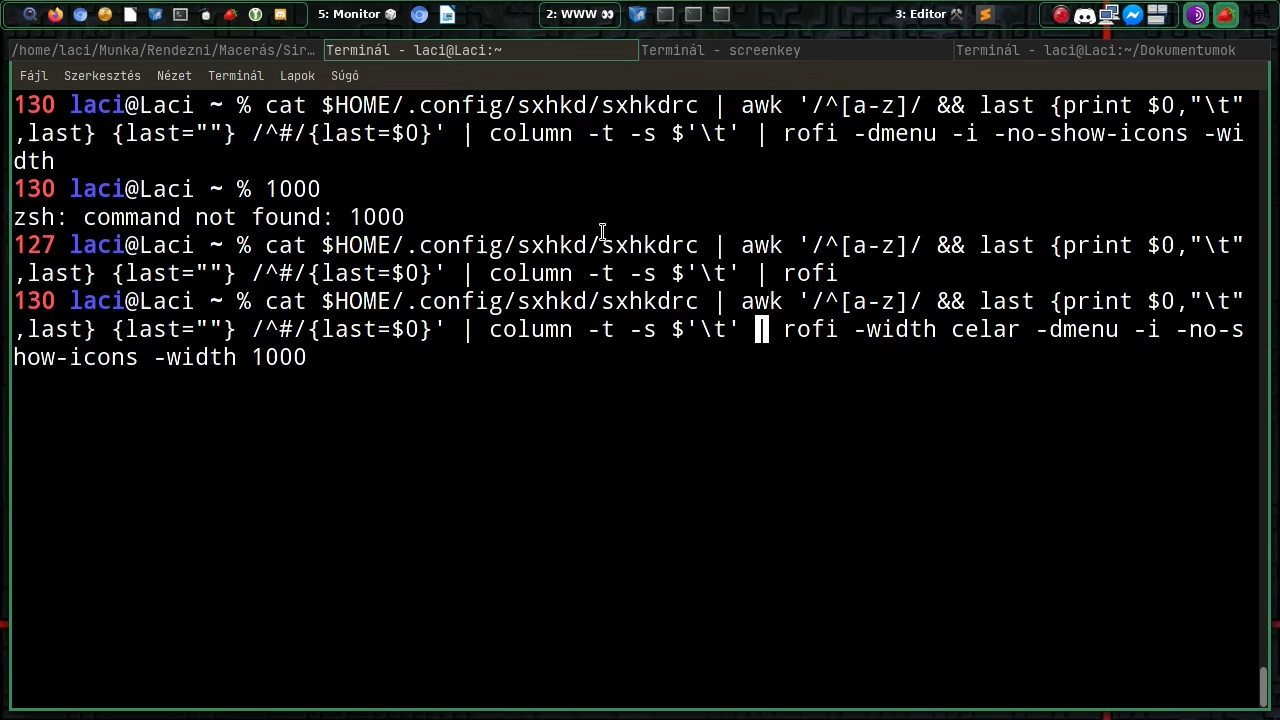 5: Monitor
2: WWW
3: Editor
/home/laci/Munka/Rendezni/Macerás/Sir...
Terminál - laci@Laci:~
Terminál - screenkey
Terminál - laci@Laci:~/Dokumentumok
Fájl Szerkesztés Nézet Terminál Lapok Súgó
130 laci@Laci ~ % cat $HOME/.config/sxhkd/sxhkdrc | awk '/^[a-z]/ && last {print $0,"\t"
,last} {last=""} /^#/{last=$0}' | column -t -s $'\t' | rofi -dmenu -i -no-show-icons -wi
dth
130 laci@Laci ~ % 1000
zsh: command not found: 1000
127 laci@Laci ~ % cat $HOME/.config/sxhkd/sxhkdrc | awk '/^[a-z]/ && last {print $0,"\t"
,last} {last=""} /^#/{last=$0}' | column -t -s $'\t' | rofi
130 laci@Laci ~ % cat $HOME/.config/sxhkd/sxhkdrc | awk '/^[a-z]/ && last {print $0,"\t"
,last} {last=""} /^#/{last=$0}' | column -t -s $'\t' | rofi -width celar -dmenu -i -no-s
how-icons -width 1000